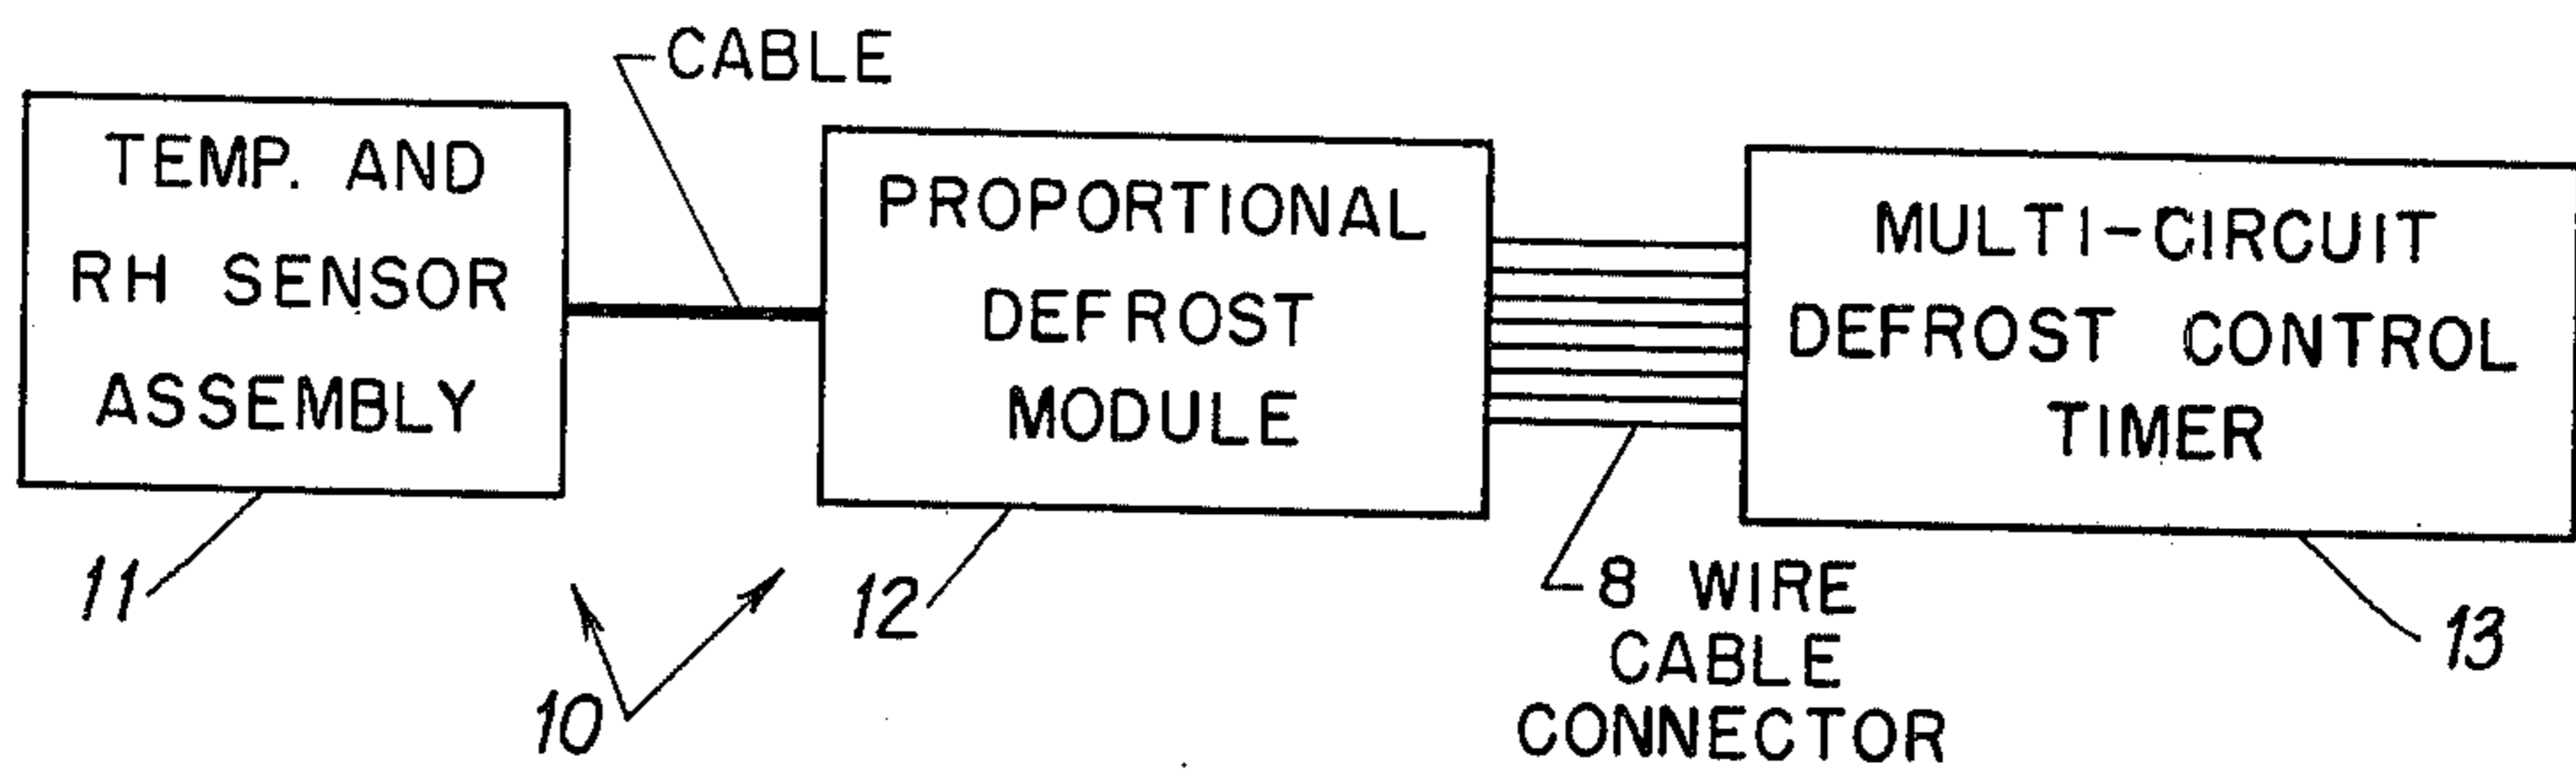 CABLE
TEMP. AND
RH SENSOR
ASSEMBLY
PROPORTIONAL
DEFROST
MODULE
MULTI-CIRCUIT
DEFROST CONTROL
TIMER
8 WIRE
CABLE
CONNECTOR
11
12
13
10